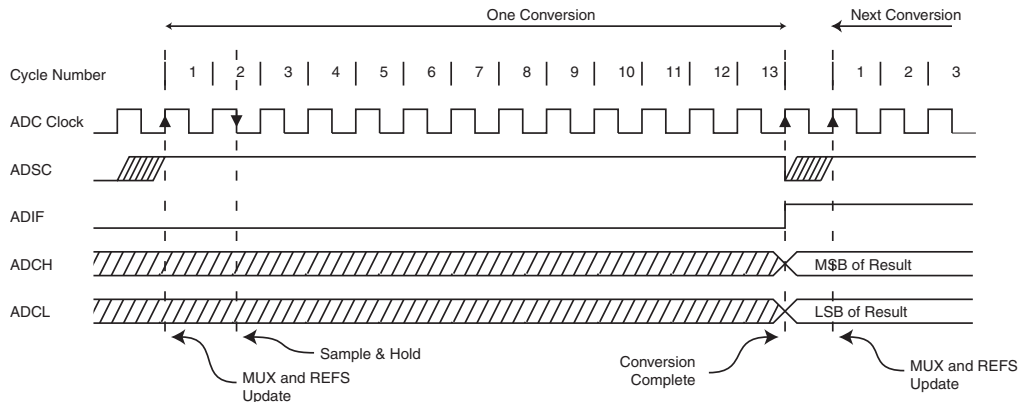 One Conversion
Next Conversion
Cycle Number 1 2 3 4 5 6 7 8 9 10 11 12 13 1 2 3
ADC Clock
ADSC
ADIF
ADCH
MSB of Result
ADCL
LSB of Result
Sample & Hold
MUX and REFS
Update
Conversion
Complete
MUX and REFS
Update